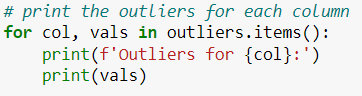 # print the outliers for each column
for col, vals in outliers.items():
    print(f'Outliers for {col}:')
    print(vals)